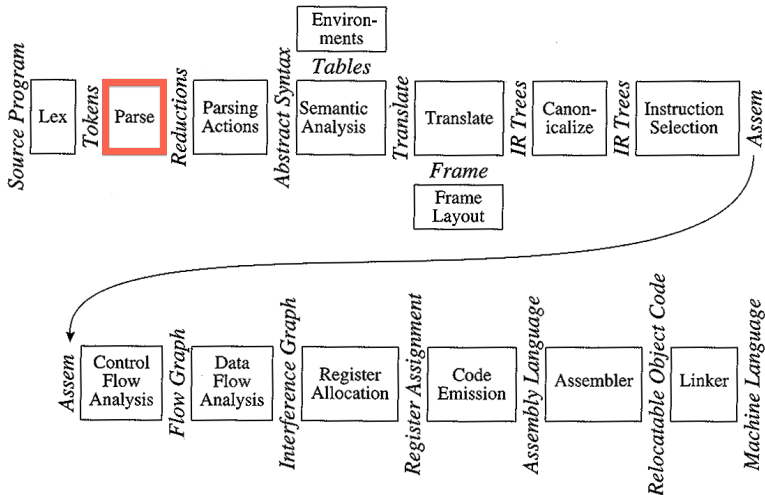 Source Program
Lex
Tokens
Parse
Reductions
Parsing
Actions
Abstract Syntax
Environ-
ments
Tables
Semantic
Analysis
Translate
Translate
Frame
Frame
Layout
IR Trees
Canon-
icalize
IR Trees
Instruction
Selection
Assem
Assem
Control
Flow
Analysis
Flow Graph
Data
Flow
Analysis
Interference Graph
Register
Allocation
Register Assignment
Code
Emission
Assembly Language
Assembler
Relocatable Object Code
Linker
Machine Language